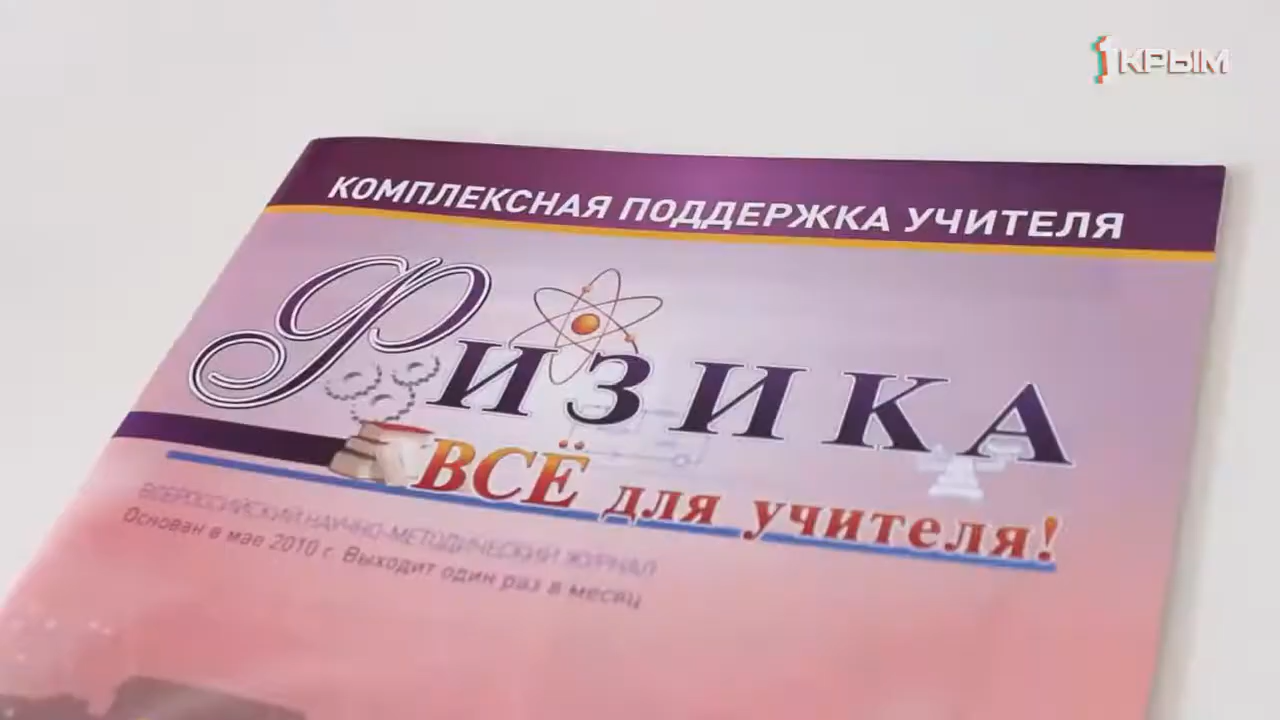 1КРЫМ
КОМПЛЕКСНАЯ ПОДДЕРЖКА УЧИТЕЛЯ
Физика
ВСЁ для учителя!
ВСЕРОССИЙСКИЙ НАУЧНО-МЕТОДИЧЕСКИЙ ЖУРНАЛ
Основан в мае 2010 г. Выходит один раз в месяц